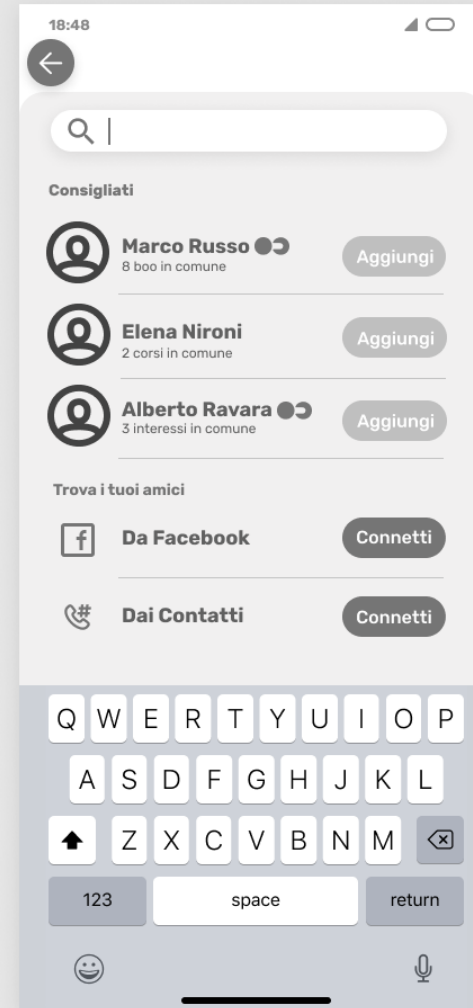 18:48
Consigliati
Marco Russo
8 boo in comune
Aggiungi
Elena Nironi
2 corsi in comune
Aggiungi
Alberto Ravara
3 interessi in comune
Aggiungi
Trova i tuoi amici
f Da Facebook
Connetti
# Dai Contatti
Connetti
Q W E R T Y U I O P
A S D F G H J K L
Z X C V B N M
123 space return